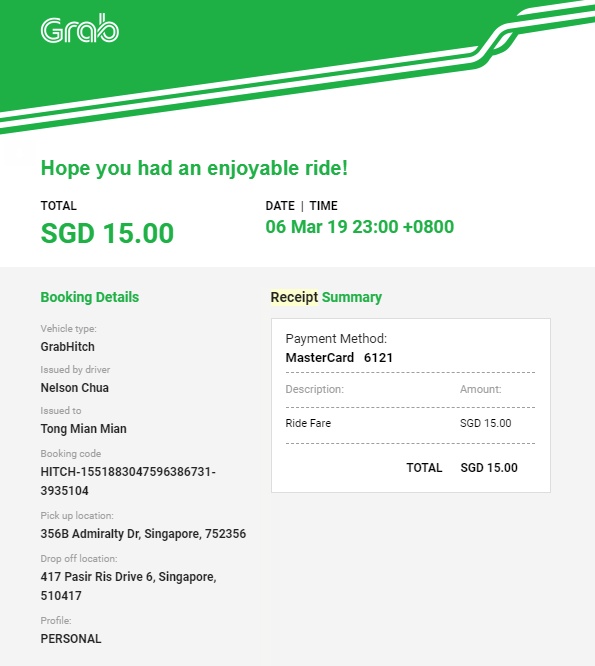 Grab
Hope you had an enjoyable ride!
TOTAL
SGD 15.00
DATE | TIME
06 Mar 19 23:00 +0800
Booking Details
Vehicle type:
GrabHitch
Issued by driver
Nelson Chua
Issued to
Tong Mian Mian
Booking code
HITCH-1551883047596386731-
3935104
Pick up location:
356B Admiralty Dr, Singapore, 752356
Drop off location:
417 Pasir Ris Drive 6, Singapore,
510417
Profile:
PERSONAL
Receipt Summary
Payment Method:
MasterCard 6121
Description: Amount:
Ride Fare SGD 15.00
TOTAL SGD 15.00